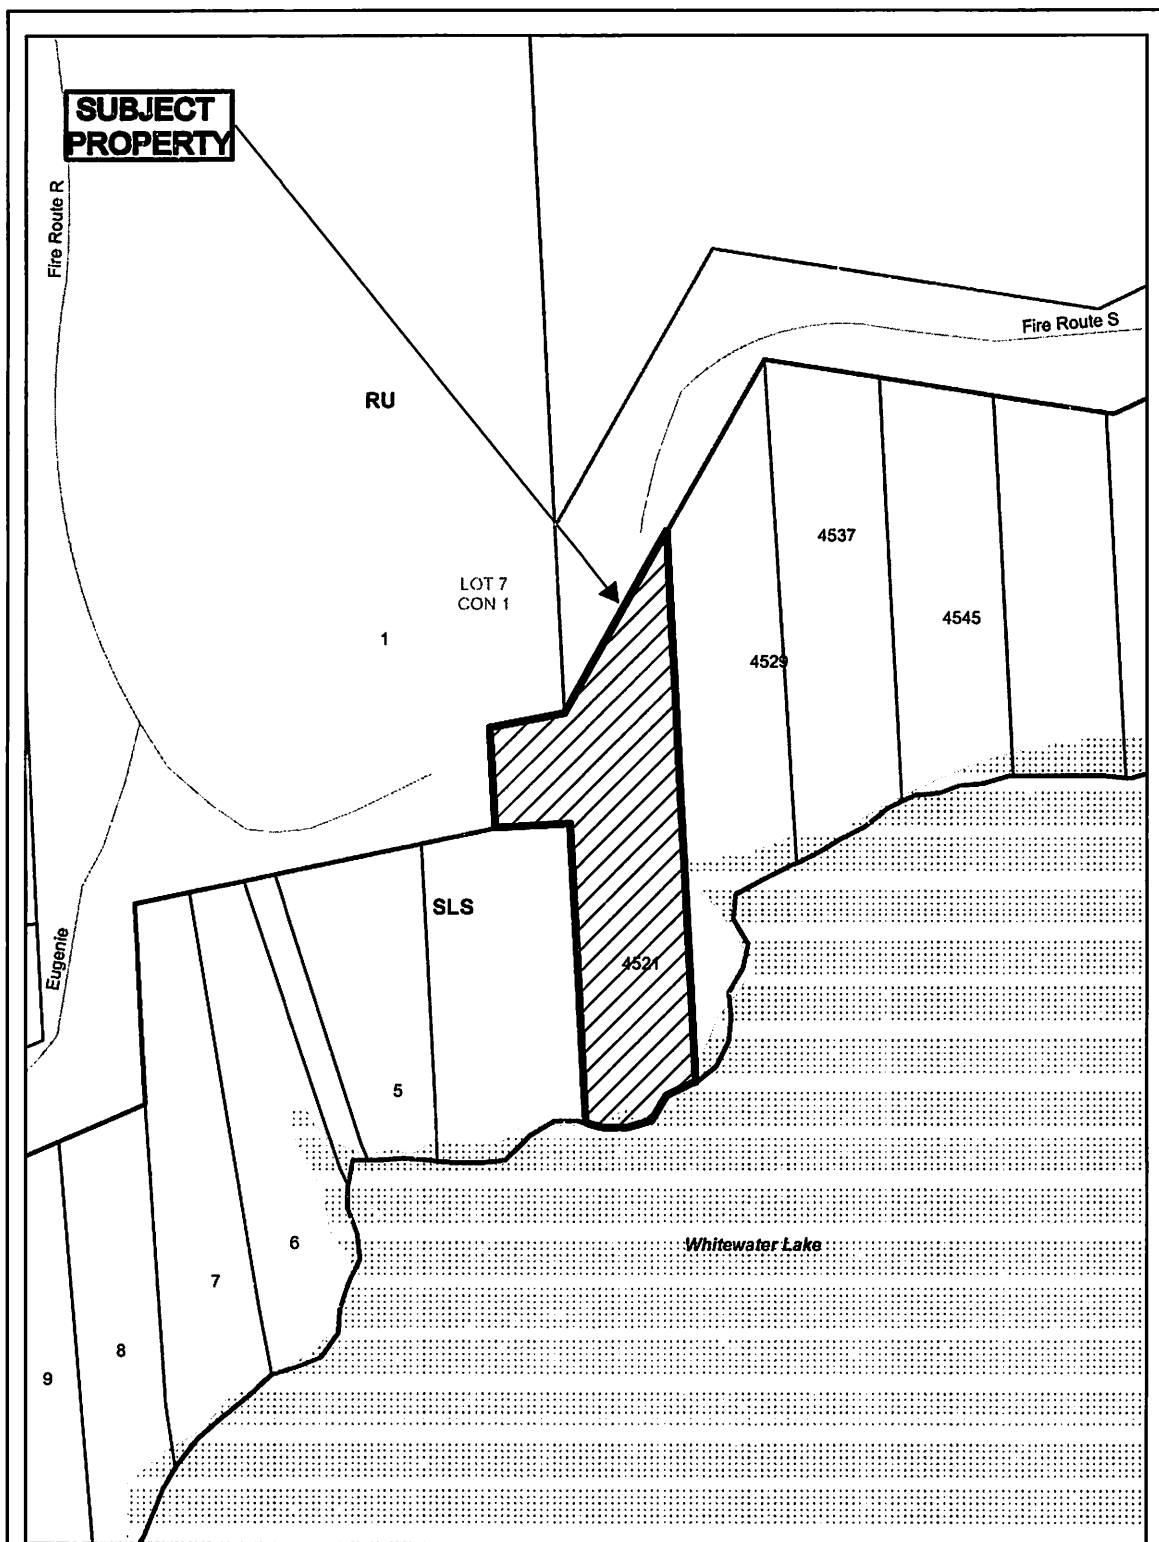 SUBJECT
PROPERTY
Fire Route R
Fire Route S
RU
4537
LOT 7
CON 1
4545
1
4529
SLS
Eugenie
4521
5
Whitewater Lake
6
7
8
9